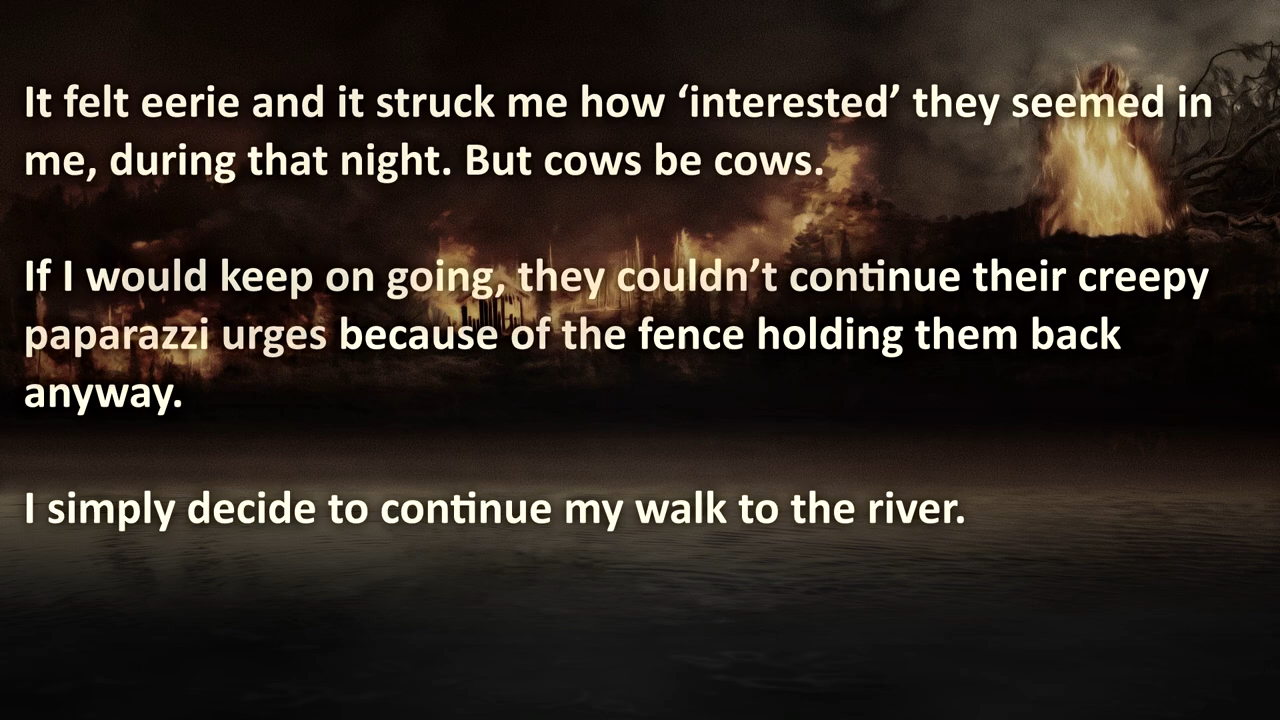 It felt eerie and it struck me how ‘interested’ they seemed in
me, during that night. But cows be cows.
If I would keep on going, they couldn’t continue their creepy
paparazzi urges because of the fence holding them back
anyway.
I simply decide to continue my walk to the river.